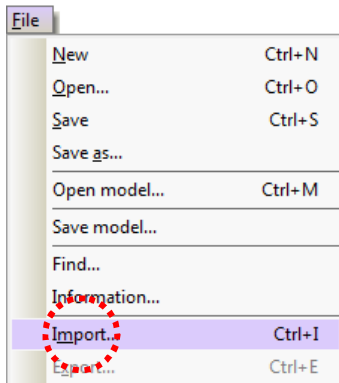 File
New Ctrl+N
Open... Ctrl+O
Save Ctrl+S
Save as...
Open model... Ctrl+M
Save model...
Find...
Information...
Import... Ctrl+I
Export... Ctrl+E